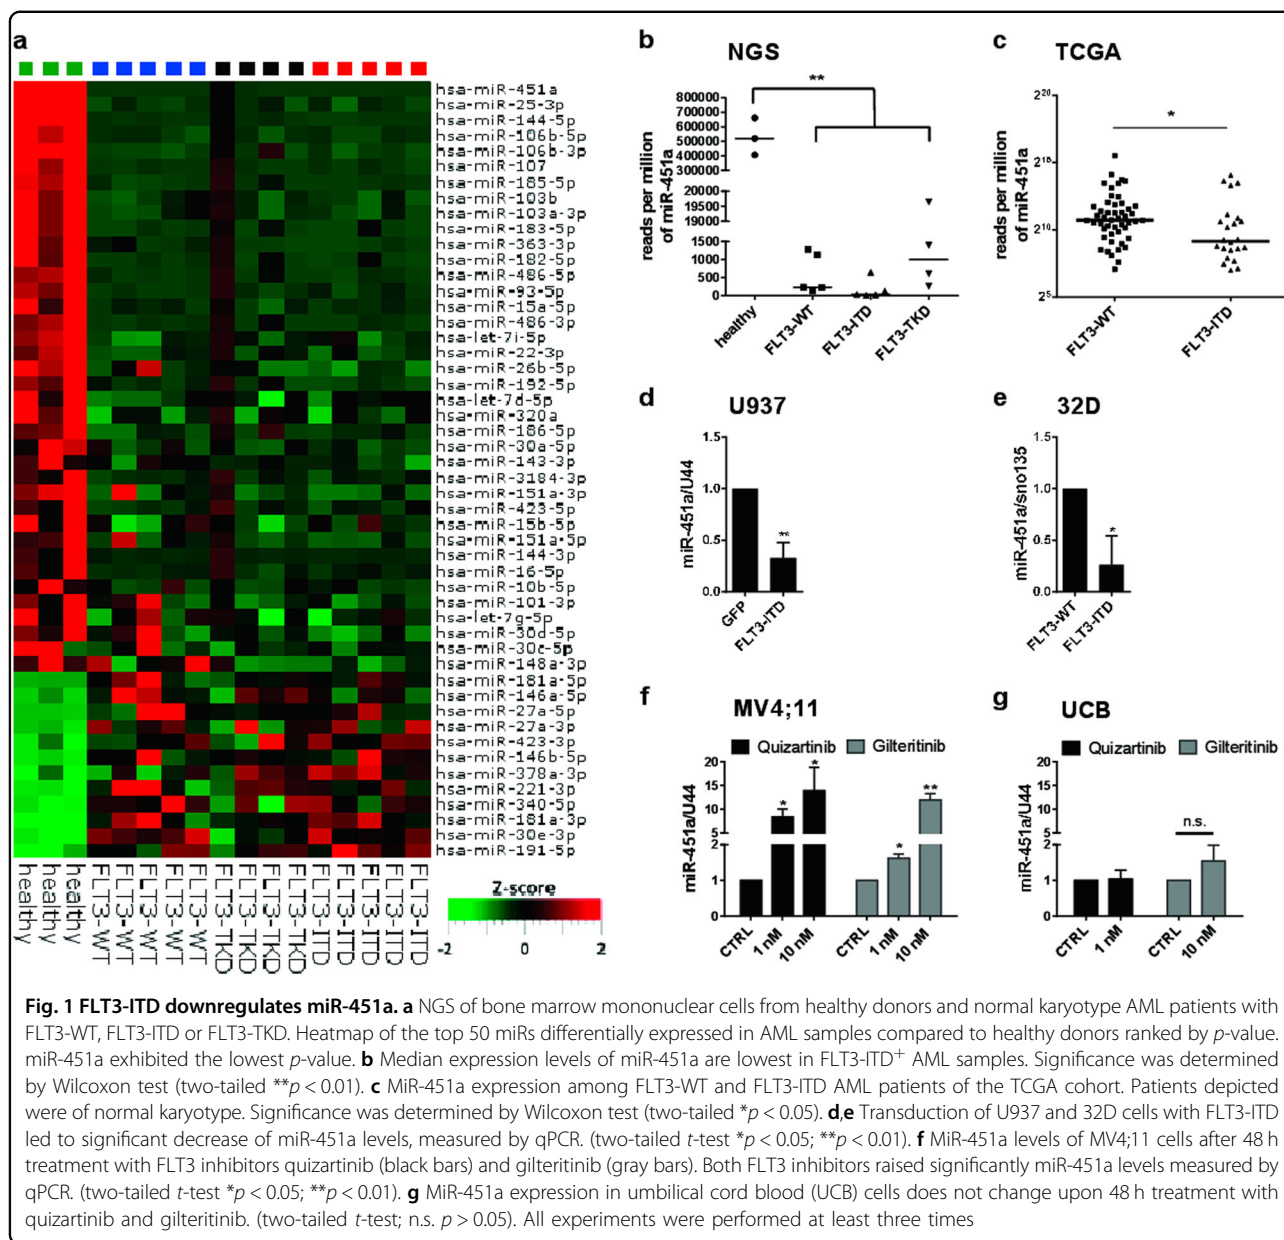 a
hsa-miR-451a
hsa-miR-25-3p
hsa-miR-144-5p
hsa-miR-106b-5p
hsa-miR-106b-3p
hsa-miR-107
hsa-miR-185-5p
hsa-miR-103b
hsa-miR-103a-3p
hsa-miR-183-5p
hsa-miR-363-3p
hsa-miR-182-5p
hsa-miR-486-5p
hsa-miR-93-5p
hsa-miR-15a-5p
hsa-miR-486-3p
hsa-let-7i-5p
hsa-miR-22-3p
hsa-miR-26b-5p
hsa-miR-192-5p
hsa-let-7d-5p
hsa-miR-320a
hsa-miR-186-5p
hsa-miR-30a-5p
hsa-miR-143-3p
hsa-miR-3184-3p
hsa-miR-151a-3p
hsa-miR-423-5p
hsa-miR-15b-5p
hsa-miR-151a-5p
hsa-miR-144-3p
hsa-miR-16-5p
hsa-miR-10b-5p
hsa-miR-101-3p
hsa-let-7g-5p
hsa-miR-30d-5p
hsa-miR-30c-5p
hsa-miR-148a-3p
hsa-miR-181a-5p
hsa-miR-146a-5p
hsa-miR-27a-5p
hsa-miR-27a-3p
hsa-miR-423-3p
hsa-miR-146b-5p
hsa-miR-378a-3p
hsa-miR-221-3p
hsa-miR-340-5p
hsa-miR-181a-3p
hsa-miR-30e-3p
hsa-miR-191-5p
healthy
healthy
healthy
FLT3-WT
FLT3-WT
FLT3-WT
FLT3-WT
FLT3-WT
FLT3-TKD
FLT3-TKD
FLT3-TKD
FLT3-TKD
FLT3-ITD
FLT3-ITD
FLT3-ITD
FLT3-ITD
FLT3-ITD
Z-score
-2 0 2
b
NGS
reads per million
of miR-451a
800000
700000
600000
500000
400000
300000
20000
19500
19000
1500
1000
500
0
**
healthy
FLT3-WT
FLT3-ITD
FLT3-TKD
c
TCGA
reads per million
of miR-451a
2^20
2^15
2^10
2^5
*
FLT3-WT
FLT3-ITD
d
U937
miR-451a/U44
1.5
1.0
0.5
0.0
**
GFP
FLT3-ITD
e
32D
miR-451a/sno135
1.5
1.0
0.5
0.0
*
FLT3-WT
FLT3-ITD
f
MV4;11
Quizartinib Gilteritinib
miR-451a/U44
20
15
10
5
2
1
0
* * * **
CTRL 1 nM 10 nM CTRL 1 nM 10 nM
g
UCB
Quizartinib Gilteritinib
miR-451a/U44
20
15
10
5
2
1
0
n.s.
CTRL 1 nM CTRL 10 nM
Fig. 1 FLT3-ITD downregulates miR-451a. a NGS of bone marrow mononuclear cells from healthy donors and normal karyotype AML patients with
FLT3-WT, FLT3-ITD or FLT3-TKD. Heatmap of the top 50 miRs differentially expressed in AML samples compared to healthy donors ranked by p-value.
miR-451a exhibited the lowest p-value. b Median expression levels of miR-451a are lowest in FLT3-ITD+ AML samples. Significance was determined
by Wilcoxon test (two-tailed **p < 0.01). c MiR-451a expression among FLT3-WT and FLT3-ITD AML patients of the TCGA cohort. Patients depicted
were of normal karyotype. Significance was determined by Wilcoxon test (two-tailed *p < 0.05). d,e Transduction of U937 and 32D cells with FLT3-ITD
led to significant decrease of miR-451a levels, measured by qPCR. (two-tailed t-test *p < 0.05; **p < 0.01). f MiR-451a levels of MV4;11 cells after 48 h
treatment with FLT3 inhibitors quizartinib (black bars) and gilteritinib (gray bars). Both FLT3 inhibitors raised significantly miR-451a levels measured by
qPCR. (two-tailed t-test *p < 0.05; **p < 0.01). g MiR-451a expression in umbilical cord blood (UCB) cells does not change upon 48 h treatment with
quizartinib and gilteritinib. (two-tailed t-test; n.s. p > 0.05). All experiments were performed at least three times